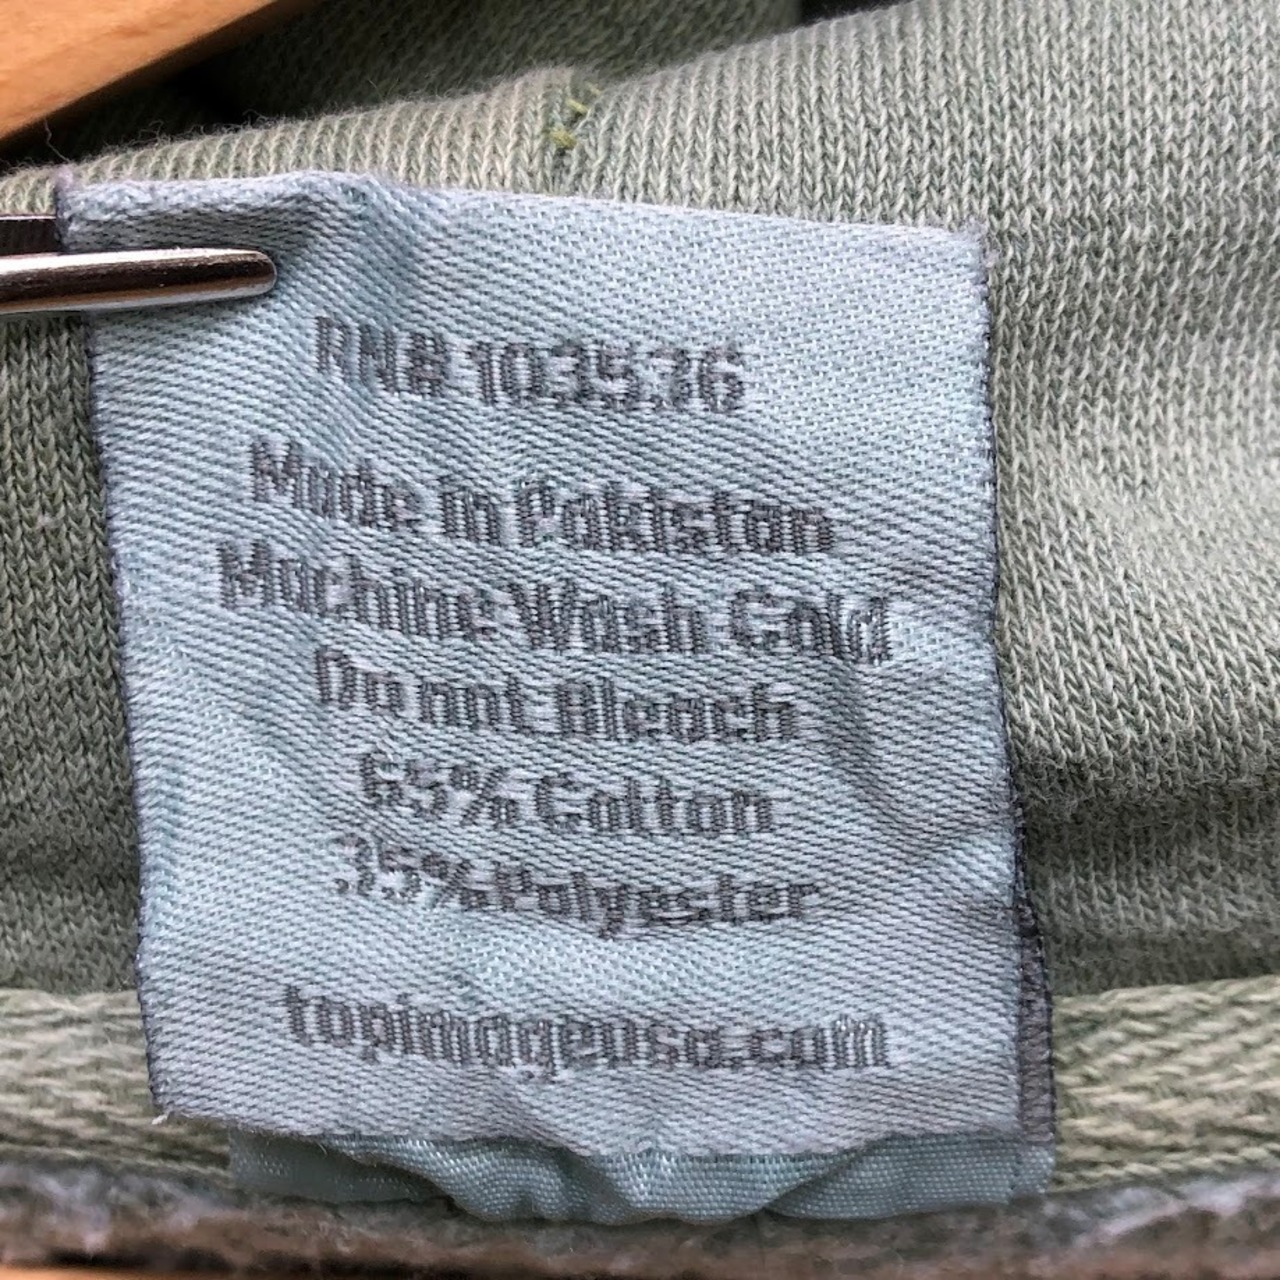 RN# 103536
Made in Pakistan
Machine Wash Cold
Do not Bleach
65% Cotton
35% Polyester
topimageusa.com